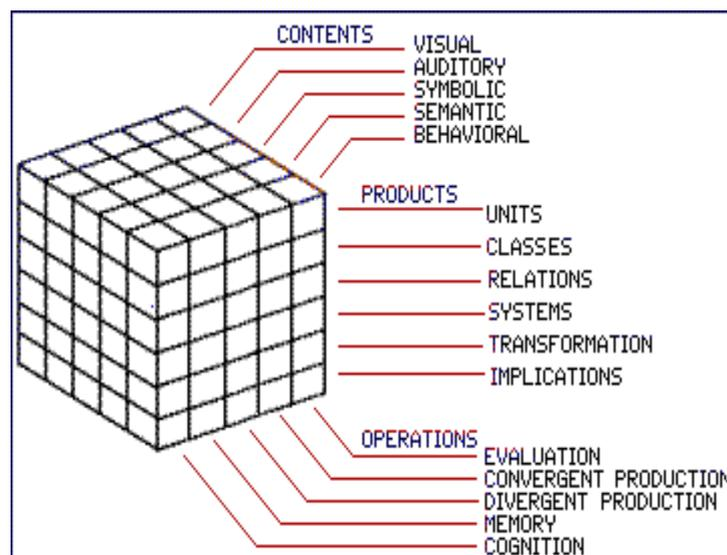 CONTENTS
VISUAL
AUDITORY
SYMBOLIC
SEMANTIC
BEHAVIORAL
PRODUCTS
UNITS
CLASSES
RELATIONS
SYSTEMS
TRANSFORMATION
IMPLICATIONS
OPERATIONS
EVALUATION
CONVERGENT PRODUCTION
DIVERGENT PRODUCTION
MEMORY
COGNITION